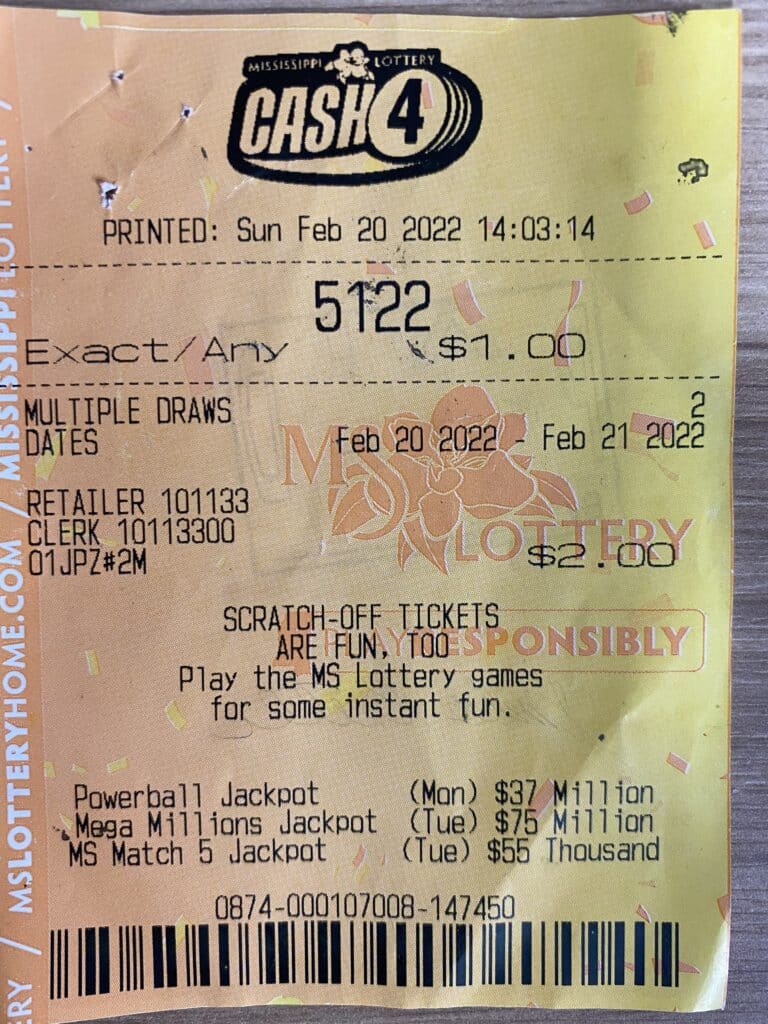 MISSISSIPPI LOTTERY
CASH 4
PRINTED: Sun Feb 20 2022 14:03:14
5122
Exact/Any $1.00
MULTIPLE DRAWS 2
DATES Feb 20 2022 - Feb 21 2022
MS
LOTTERY
RETAILER 101133
CLERK 10113300
01JPZ#2M $2.00
SCRATCH-OFF TICKETS
ARE FUN, TOO
PLAY RESPONSIBLY
Play the MS Lottery games
for some instant fun.
Powerball Jackpot (Mon) $37 Million
Mega Millions Jackpot (Tue) $75 Million
MS Match 5 Jackpot (Tue) $55 Thousand
0874-000107008-147450
RY / MSLOTTERYHOME.COM / MISSISSIPPI LOTTERY /